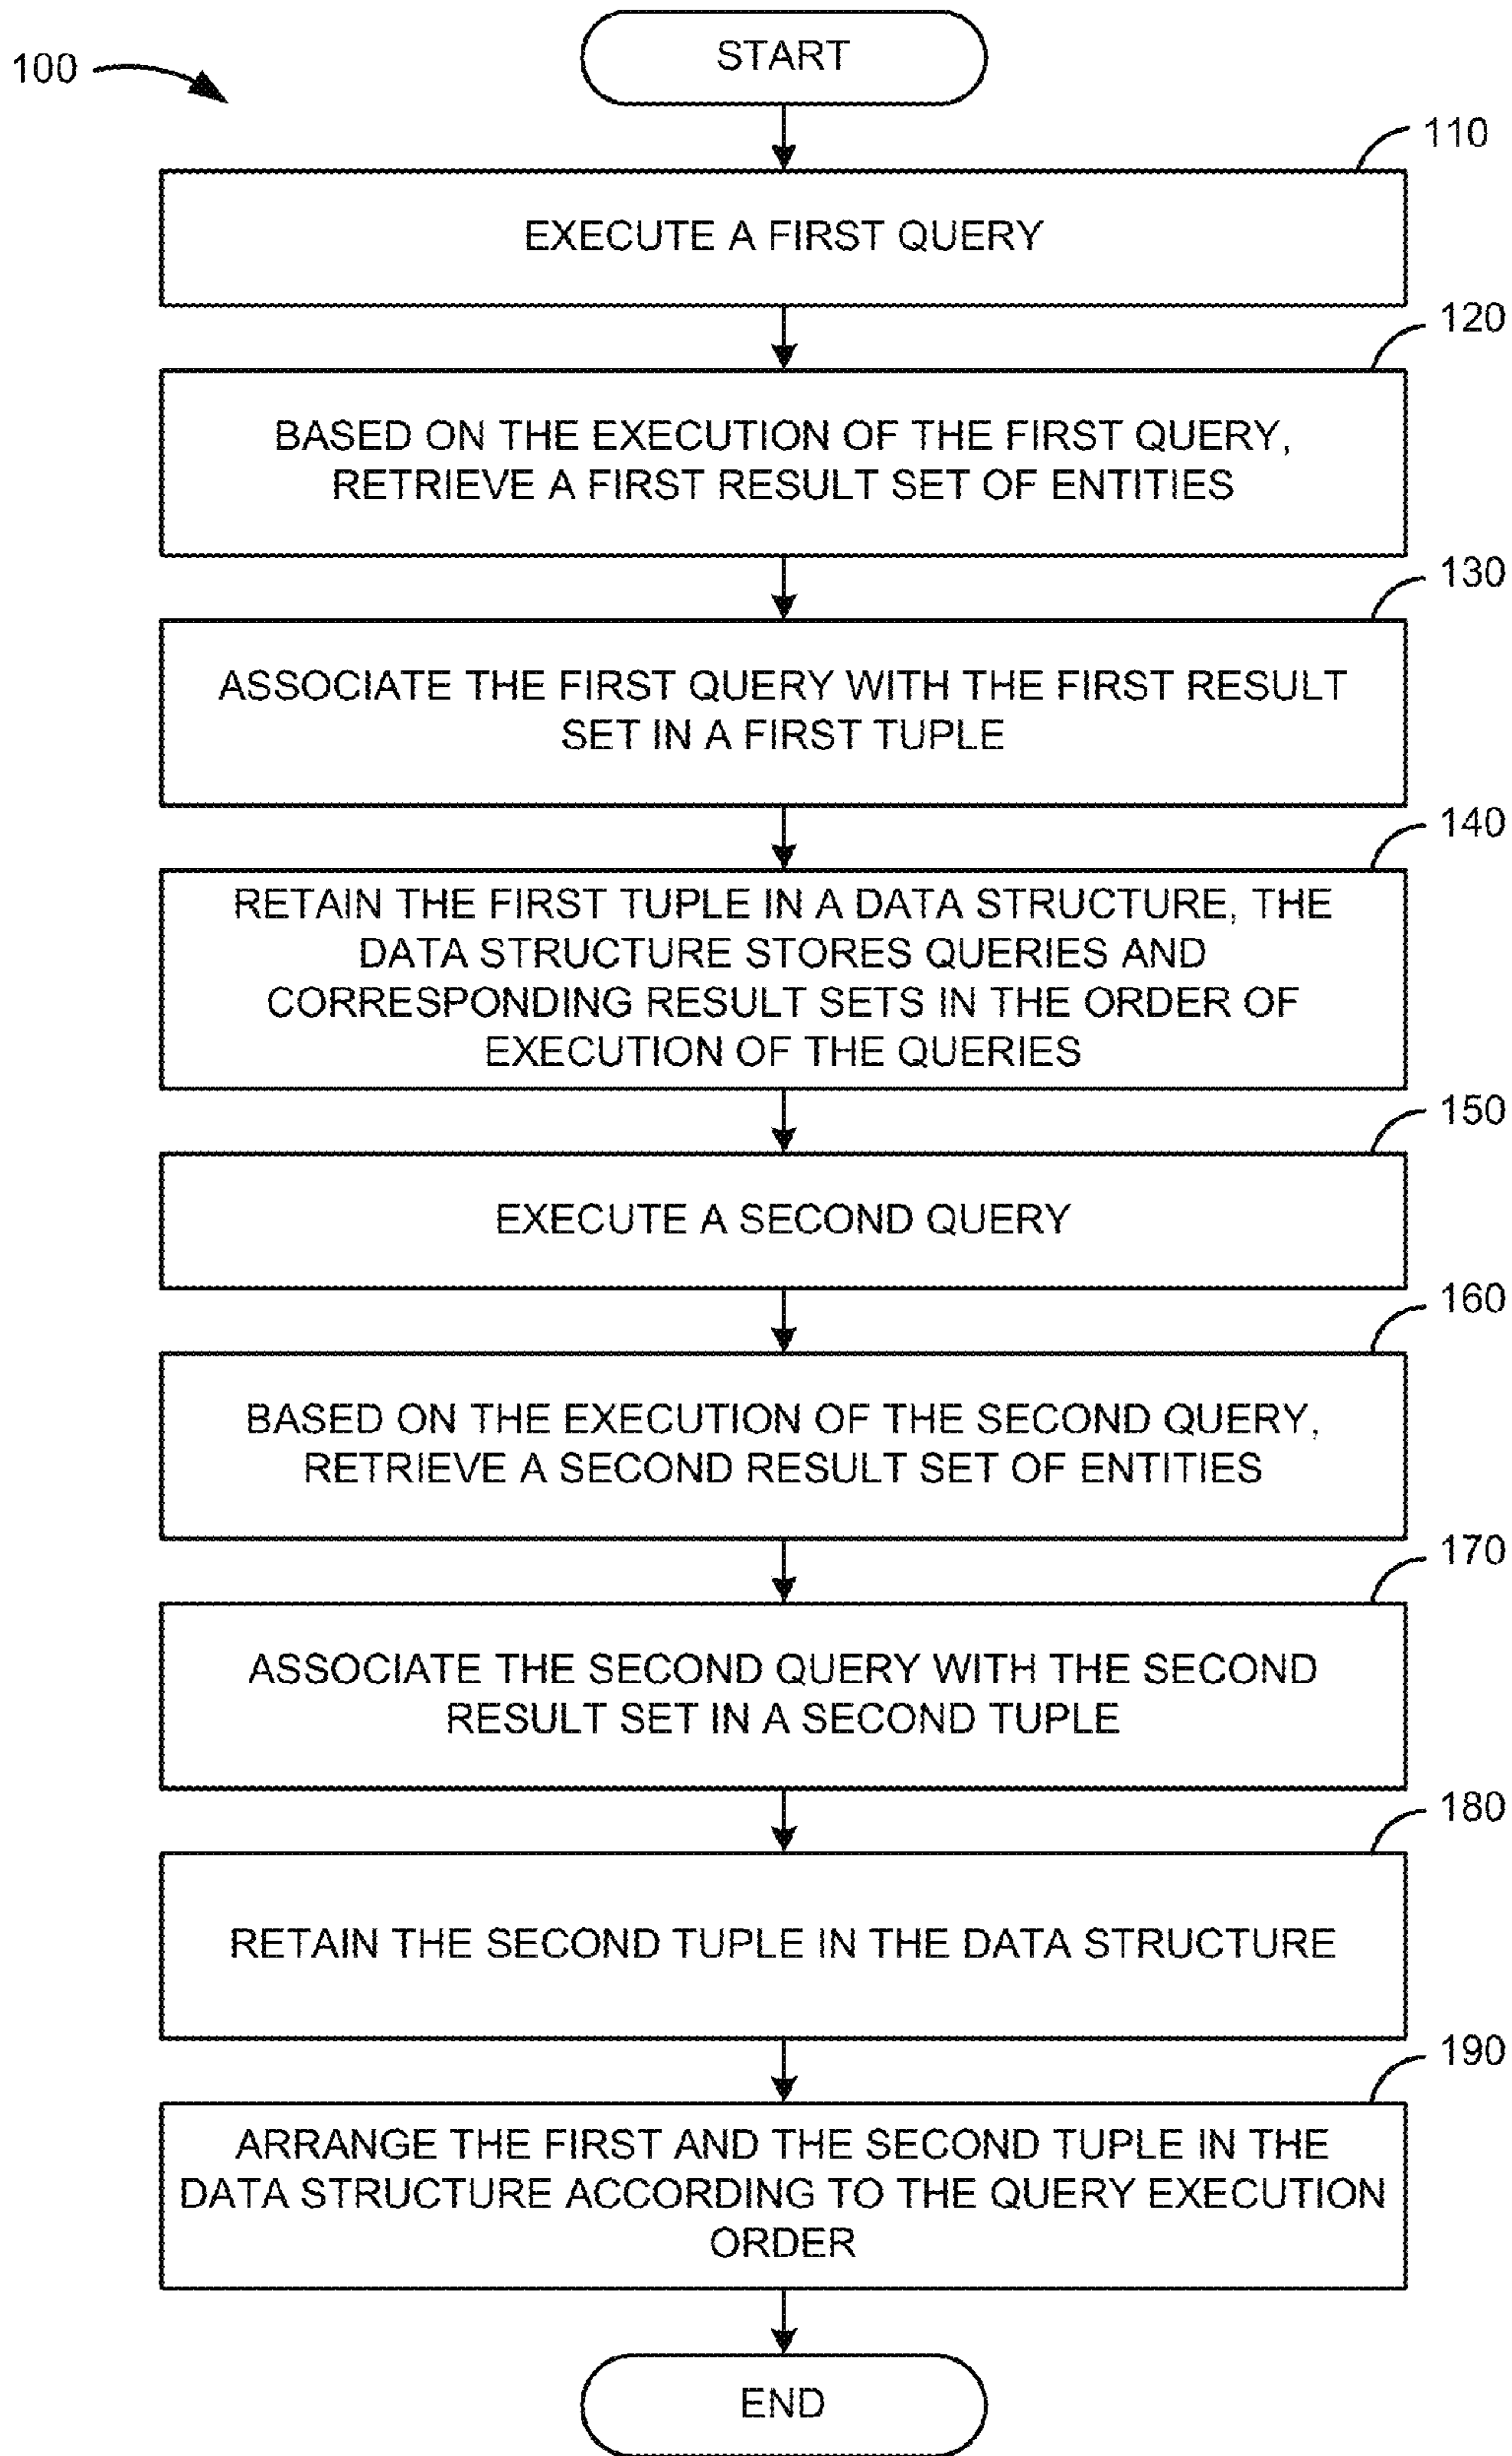 START
100
110
EXECUTE A FIRST QUERY
120
BASED ON THE EXECUTION OF THE FIRST QUERY,
RETRIEVE A FIRST RESULT SET OF ENTITIES
130
ASSOCIATE THE FIRST QUERY WITH THE FIRST RESULT
SET IN A FIRST TUPLE
140
RETAIN THE FIRST TUPLE IN A DATA STRUCTURE, THE
DATA STRUCTURE STORES QUERIES AND
CORRESPONDING RESULT SETS IN THE ORDER OF
EXECUTION OF THE QUERIES
150
EXECUTE A SECOND QUERY
160
BASED ON THE EXECUTION OF THE SECOND QUERY,
RETRIEVE A SECOND RESULT SET OF ENTITIES
170
ASSOCIATE THE SECOND QUERY WITH THE SECOND
RESULT SET IN A SECOND TUPLE
180
RETAIN THE SECOND TUPLE IN THE DATA STRUCTURE
190
ARRANGE THE FIRST AND THE SECOND TUPLE IN THE
DATA STRUCTURE ACCORDING TO THE QUERY EXECUTION
ORDER
END